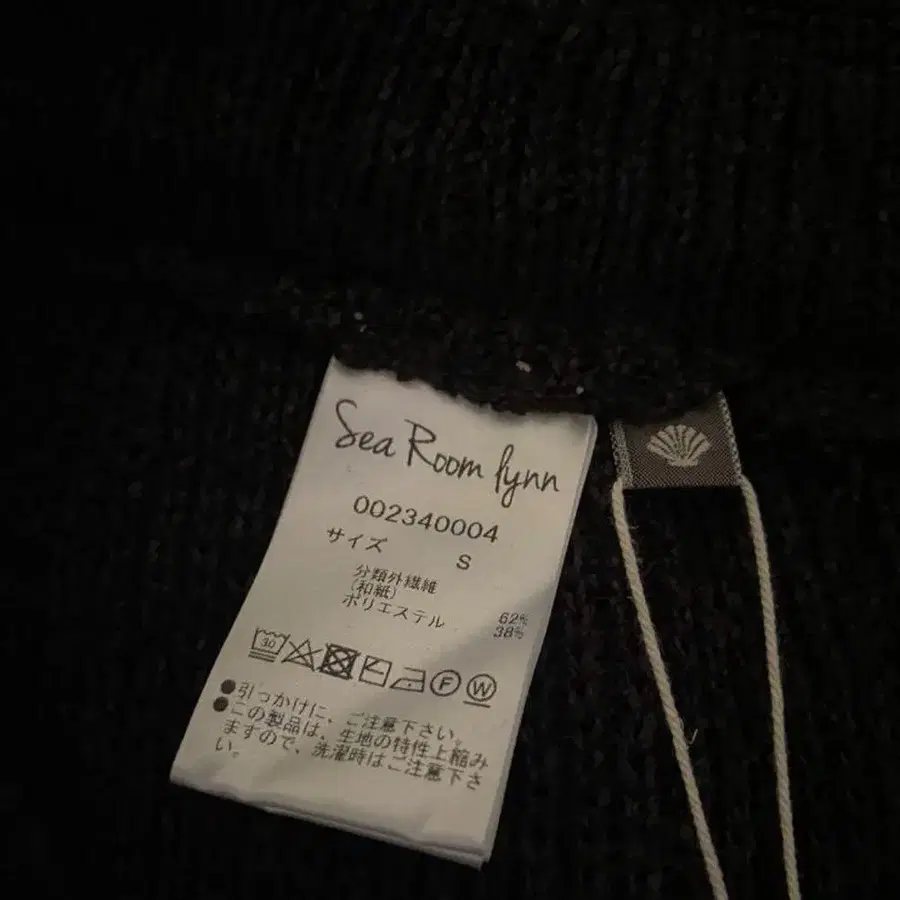 Sea Room lynn
002340004
サイズ S
分類外繊維
(和紙) 62%
ポリエステル 38%
30
F W
●引っかけに、ご注意下さい。
●この製品は、生地の特性上縮み
ますので、洗濯時はご注意下さ
い。